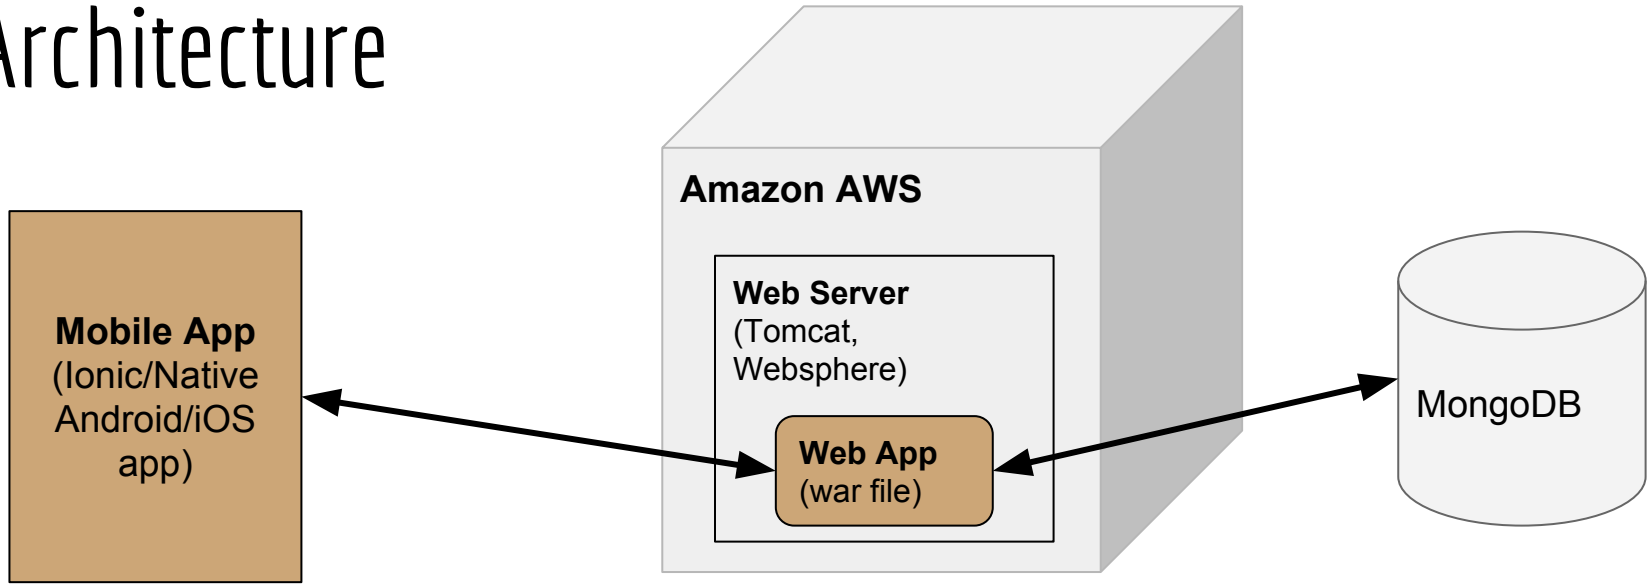 Architecture
Amazon AWS
Web Server
(Tomcat,
Websphere)
Mobile App
(Ionic/Native
Android/iOS
app)
Web App
(war file)
MongoDB